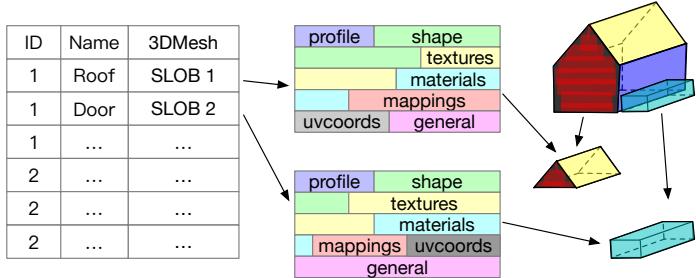 ID Name 3DMesh
1 Roof SLOB 1
1 Door SLOB 2
1 ... ...
2 ... ...
2 ... ...
2 ... ...
profile shape
textures
materials
mappings
uvcoords general
profile shape
textures
materials
mappings uvcoords
general